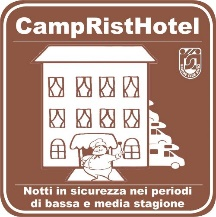 CampRistHotel
Notti in sicurezza nei periodi
di bassa e media stagione